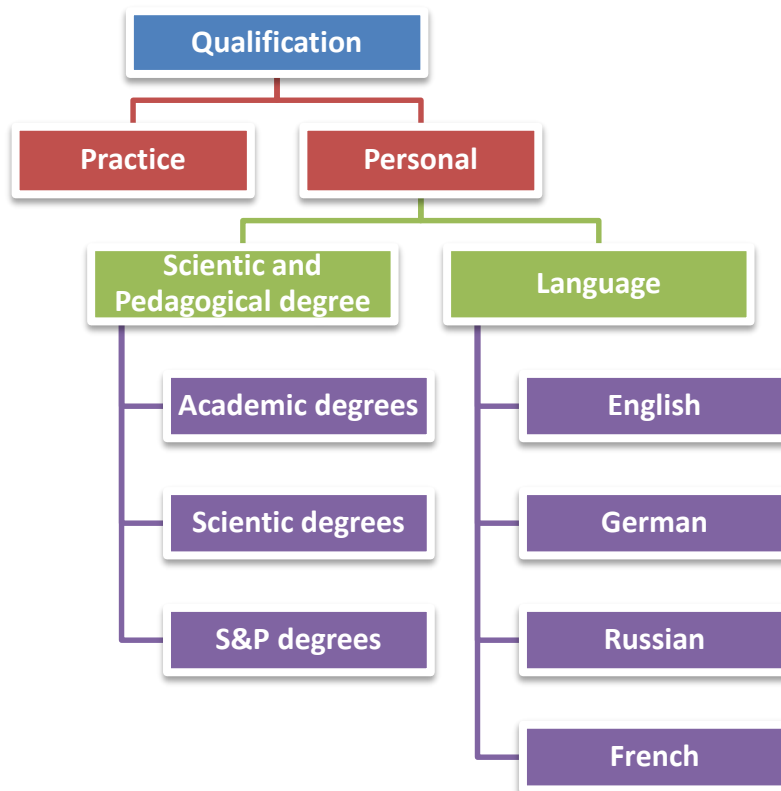 Qualification
Practice
Personal
Scientic and
Pedagogical degree
Language
Academic degrees
Scientic degrees
S&P degrees
English
German
Russian
French